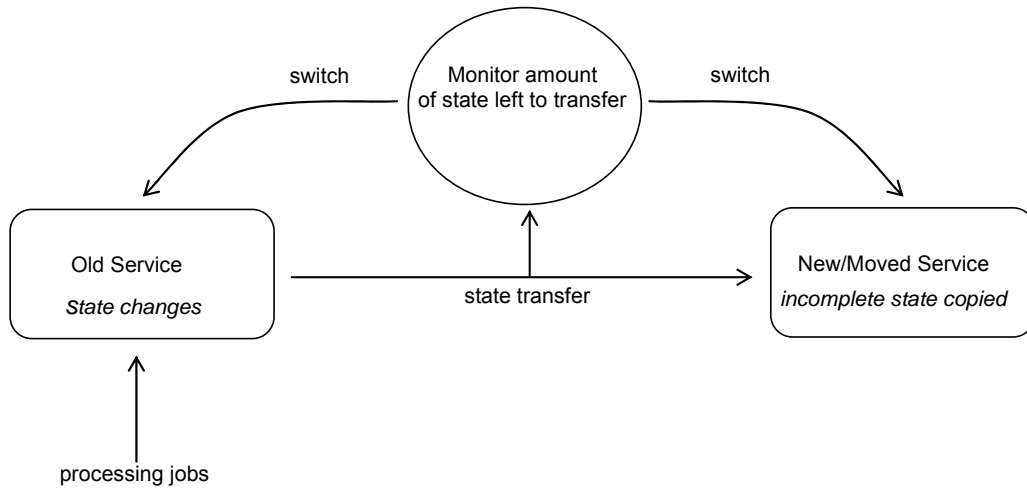 switch
Monitor amount
of state left to transfer
switch
Old Service
State changes
New/Moved Service
incomplete state copied
state transfer
processing jobs